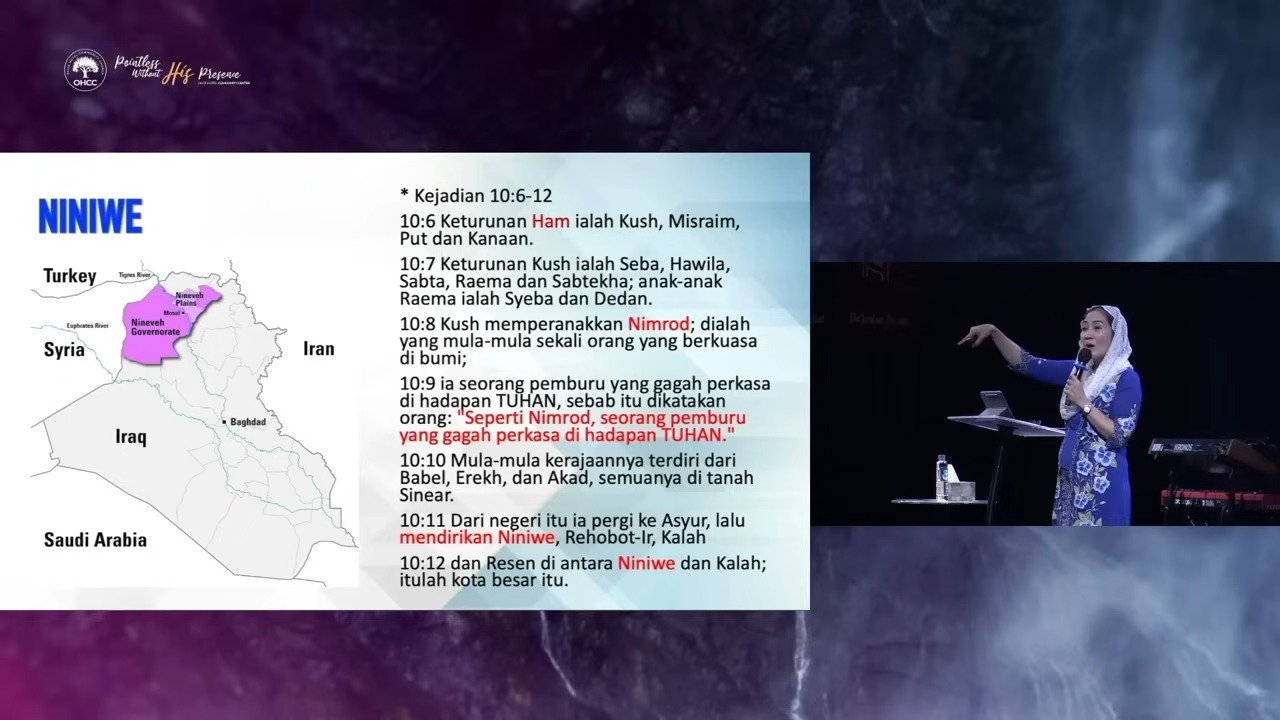 OHCC
Pointless
Without His Presence
NINIWE
Turkey
Tigres River
Nineveh
Plains
Mosul
Nineveh
Governorate
Euphrates River
Syria
Iran
Baghdad
Iraq
Saudi Arabia
* Kejadian 10:6-12
10:6 Keturunan Ham ialah Kush, Misraim,
Put dan Kanaan.
10:7 Keturunan Kush ialah Seba, Hawila,
Sabta, Raema dan Sabtekha; anak-anak
Raema ialah Syeba dan Dedan.
10:8 Kush memperanakkan Nimrod; dialah
yang mula-mula sekali orang yang berkuasa
di bumi;
10:9 ia seorang pemburu yang gagah perkasa
di hadapan TUHAN, sebab itu dikatakan
orang: "Seperti Nimrod, seorang pemburu
yang gagah perkasa di hadapan TUHAN."
10:10 Mula-mula kerajaannya terdiri dari
Babel, Erekh, dan Akad, semuanya di tanah
Sinear.
10:11 Dari negeri itu ia pergi ke Asyur, lalu
mendirikan Niniwe, Rehobot-Ir, Kalah
10:12 dan Resen di antara Niniwe dan Kalah;
itulah kota besar itu.
KRONOS